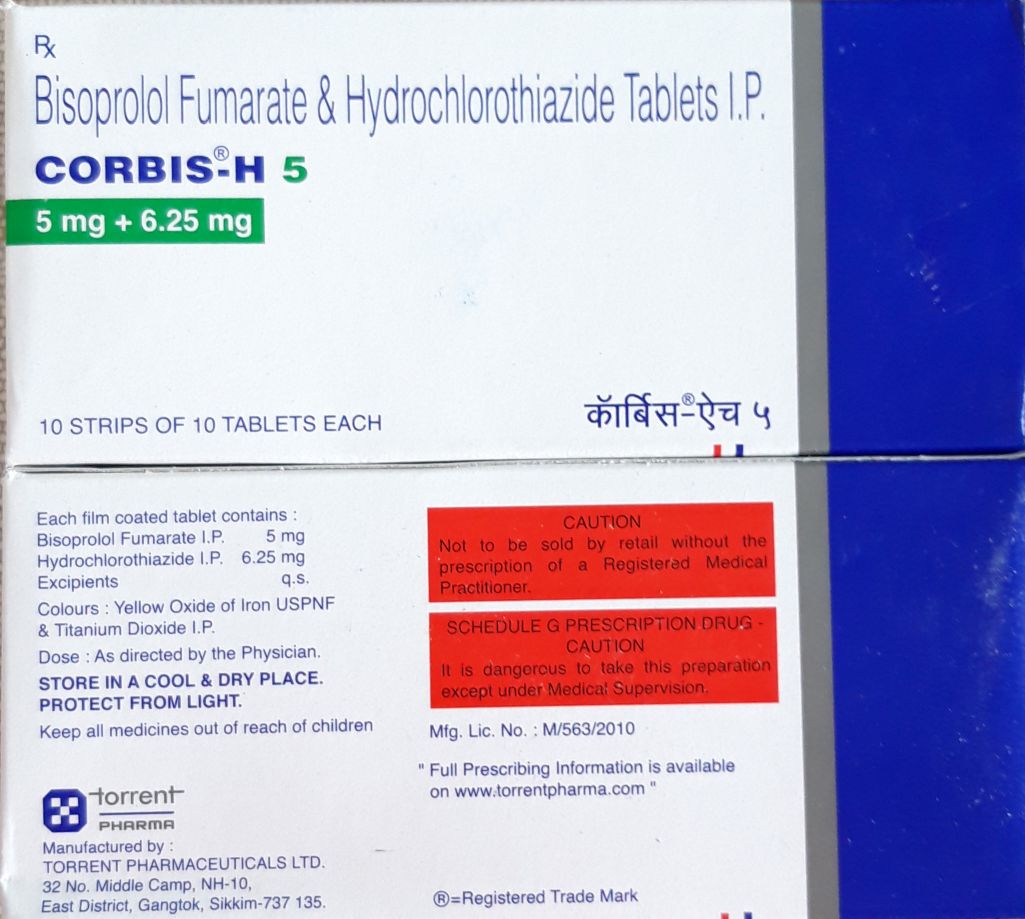 Rx
Bisoprolol Fumarate & Hydrochlorothiazide Tablets I.P.
CORBIS®-H 5
5 mg + 6.25 mg
10 STRIPS OF 10 TABLETS EACH
कॅार्बिस®-ऐच ५
Each film coated tablet contains :
Bisoprolol Fumarate I.P. 5 mg
Hydrochlorothiazide I.P. 6.25 mg
Excipients q.s.
Colours : Yellow Oxide of Iron USPNF
& Titanium Dioxide I.P.
Dose : As directed by the Physician.
STORE IN A COOL & DRY PLACE.
PROTECT FROM LIGHT.
Keep all medicines out of reach of children
torrent
PHARMA
Manufactured by :
TORRENT PHARMACEUTICALS LTD.
32 No. Middle Camp, NH-10,
East District, Gangtok, Sikkim-737 135.
CAUTION
Not to be sold by retail without the
prescription of a Registered Medical
Practitioner.
SCHEDULE G PRESCRIPTION DRUG -
CAUTION
It is dangerous to take this preparation
except under Medical Supervision.
Mfg. Lic. No. : M/563/2010
" Full Prescribing Information is available
on www.torrentpharma.com "
®=Registered Trade Mark